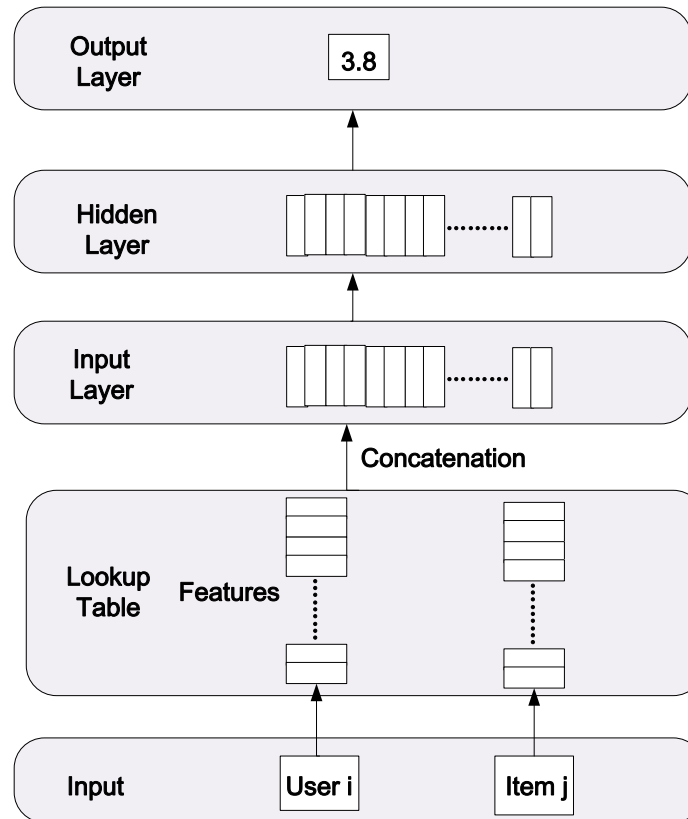 Output
Layer
3.8
Hidden
Layer
Input
Layer
Concatenation
Lookup
Table
Features
Input
User i
Item j